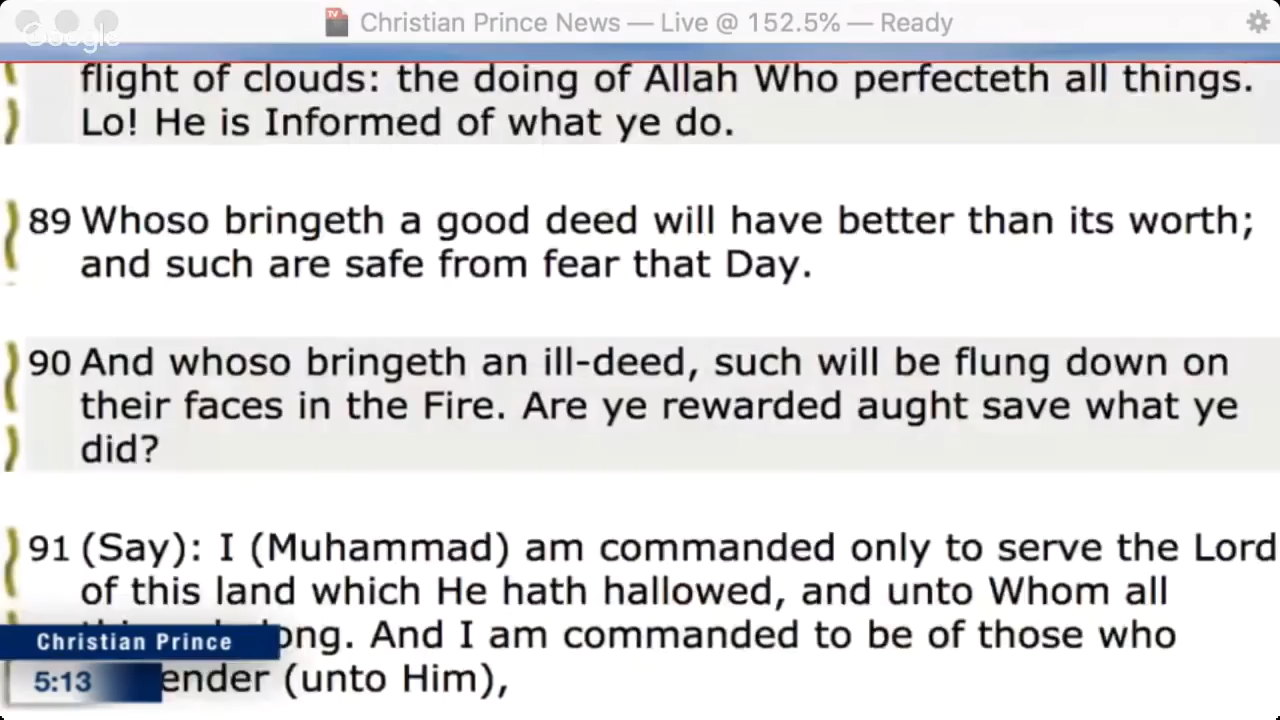 Google
Christian Prince News — Live @ 152.5% — Ready
flight of clouds: the doing of Allah Who perfecteth all things.
Lo! He is Informed of what ye do.
89 Whoso bringeth a good deed will have better than its worth;
and such are safe from fear that Day.
90 And whoso bringeth an ill-deed, such will be flung down on
their faces in the Fire. Are ye rewarded aught save what ye
did?
91 (Say): I (Muhammad) am commanded only to serve the Lord
of this land which He hath hallowed, and unto Whom all
ong. And I am commanded to be of those who
ender (unto Him),
Christian Prince
5:13